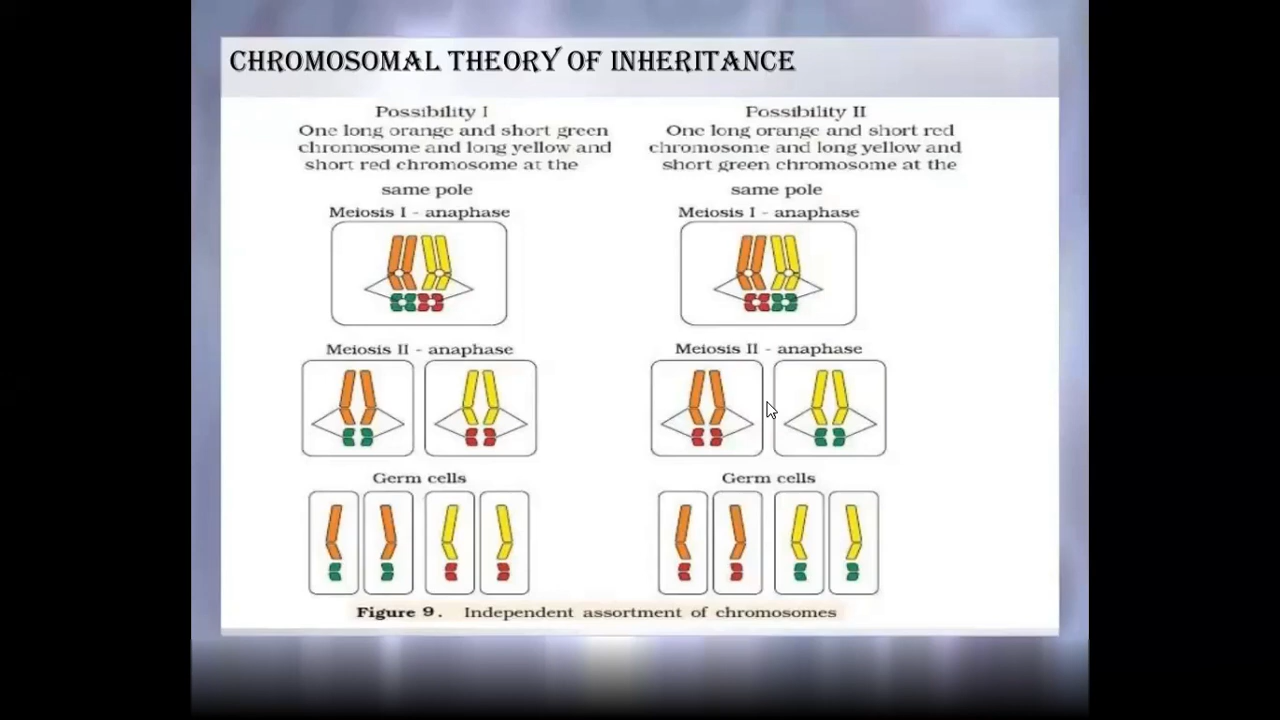 CHROMOSOMAL THEORY OF INHERITANCE
Possibility I
One long orange and short green
chromosome and long yellow and
short red chromosome at the
same pole
Meiosis I - anaphase
Meiosis II - anaphase
Germ cells
Possibility II
One long orange and short red
chromosome and long yellow and
short green chromosome at the
same pole
Meiosis I - anaphase
Meiosis II - anaphase
Germ cells
Figure 9. Independent assortment of chromosomes